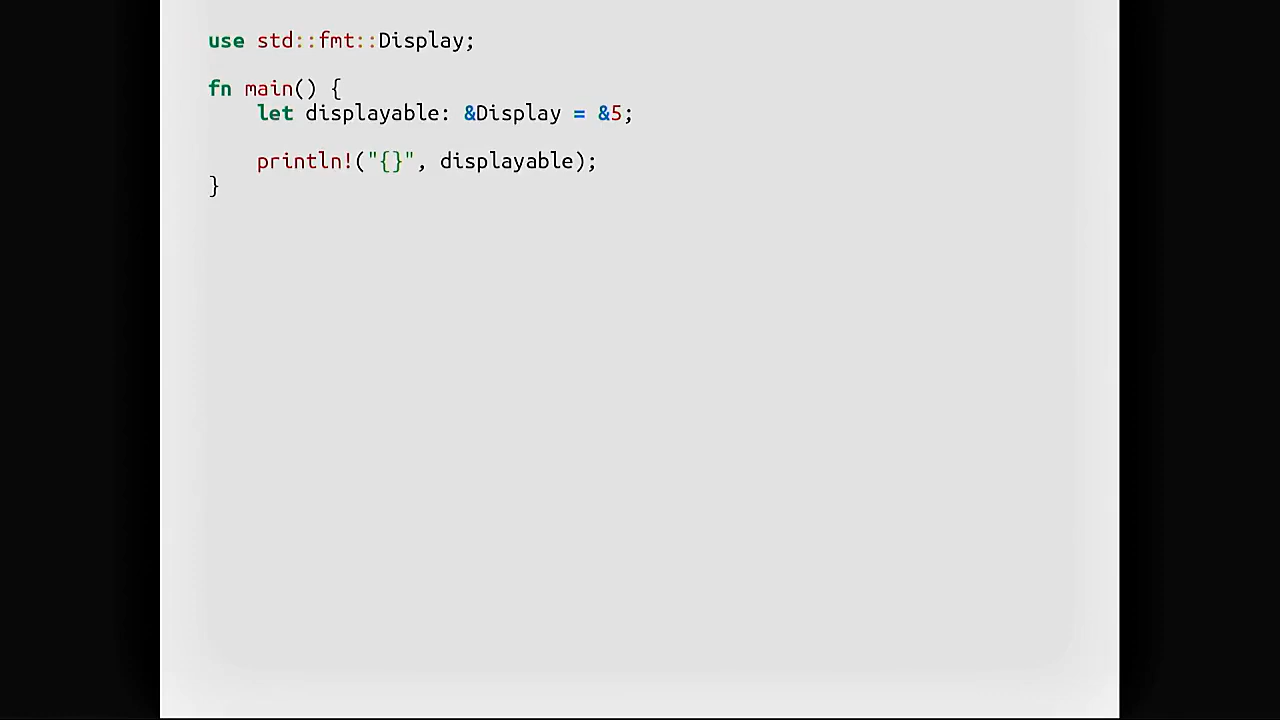 use std::fmt::Display;
fn main() {
    let displayable: &Display = &5;
    println!("{}", displayable);
}